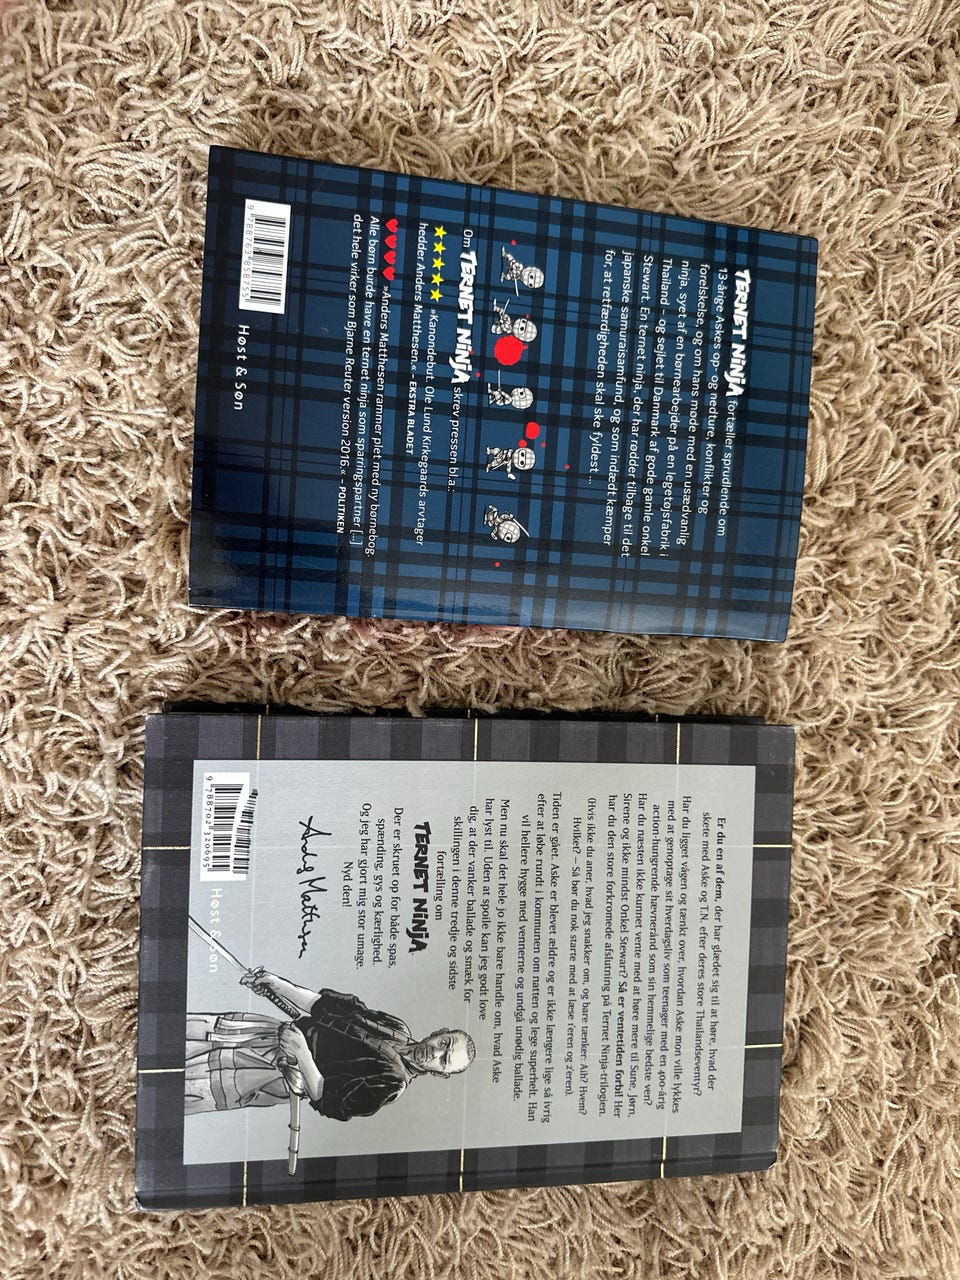 TERNET NINJA fortæller sprudlende om
13-årige Askes op- og nedture, konflikter og
forelskelse, og om hans møde med en usædvanlig
ninja, syet af en børnearbejder på en legetøjsfabrik i
Thailand – og sejlet til Danmark af gode gamle onkel
Stewart. En ternet ninja, der har rødder tilbage til det
japanske samuraisamfund, og som indædt kæmper
for, at retfærdigheden skal ske fyldest ...
Om TERNET NINJA skrev pressen bl.a.:
★★★★★ »Kanondebut. Ole Lund Kirkegaards arvtager
hedder Anders Matthesen.« – EKSTRA BLADET
♥♥♥♥ »Anders Matthesen rammer plet med ny børnebog.
Alle børn burde have en ternet ninja som sparringspartner [...]
det hele virker som Bjarne Reuter version 2016.« – POLITIKEN
9 788763 858755
Høst & Søn
Er du en af dem, der har glædet sig til at høre, hvad der
skete med Aske og T.N. efter deres store Thailandseventyr?
Har du ligget vågen og tænkt over, hvordan Aske mon ville lykkes
med at genoptage sit hverdagsliv som teenager med en 400-årig
action-hungrende hævnerånd som sin hemmelige bedste ven?
Har du næsten ikke kunnet vente med at høre mere til Sune, Jørn,
Sirene og ikke mindst Onkel Stewart? Så er ventetiden forbi! Her
har du den store forkromede afslutning på Ternet Ninja-trilogien.
(Hvis ikke du aner, hvad jeg snakker om, og bare tænker: Aih? Hvem?
Hvilket? – Så bør du nok starte med at læse 1'eren og 2'eren).
Tiden er gået. Aske er blevet ældre og er ikke længere lige så ivrig
efter at løbe rundt i kommunen om natten og lege superhelt. Han
vil hellere hygge med vennerne og undgå unødig ballade.
Men nu skal det hele jo ikke bare handle om, hvad Aske
har lyst til. Uden at spoile kan jeg godt love
dig, at der vanker ballade og smæk for
skillingen i denne tredje og sidste
fortælling om
TERNET NINJA
Der er skruet op for både spas,
spænding, gys og kærlighed.
Og jeg har gjort mig stor umage.
Nyd den!
Andy Matthesen
9 788702 320695
Høst & Søn